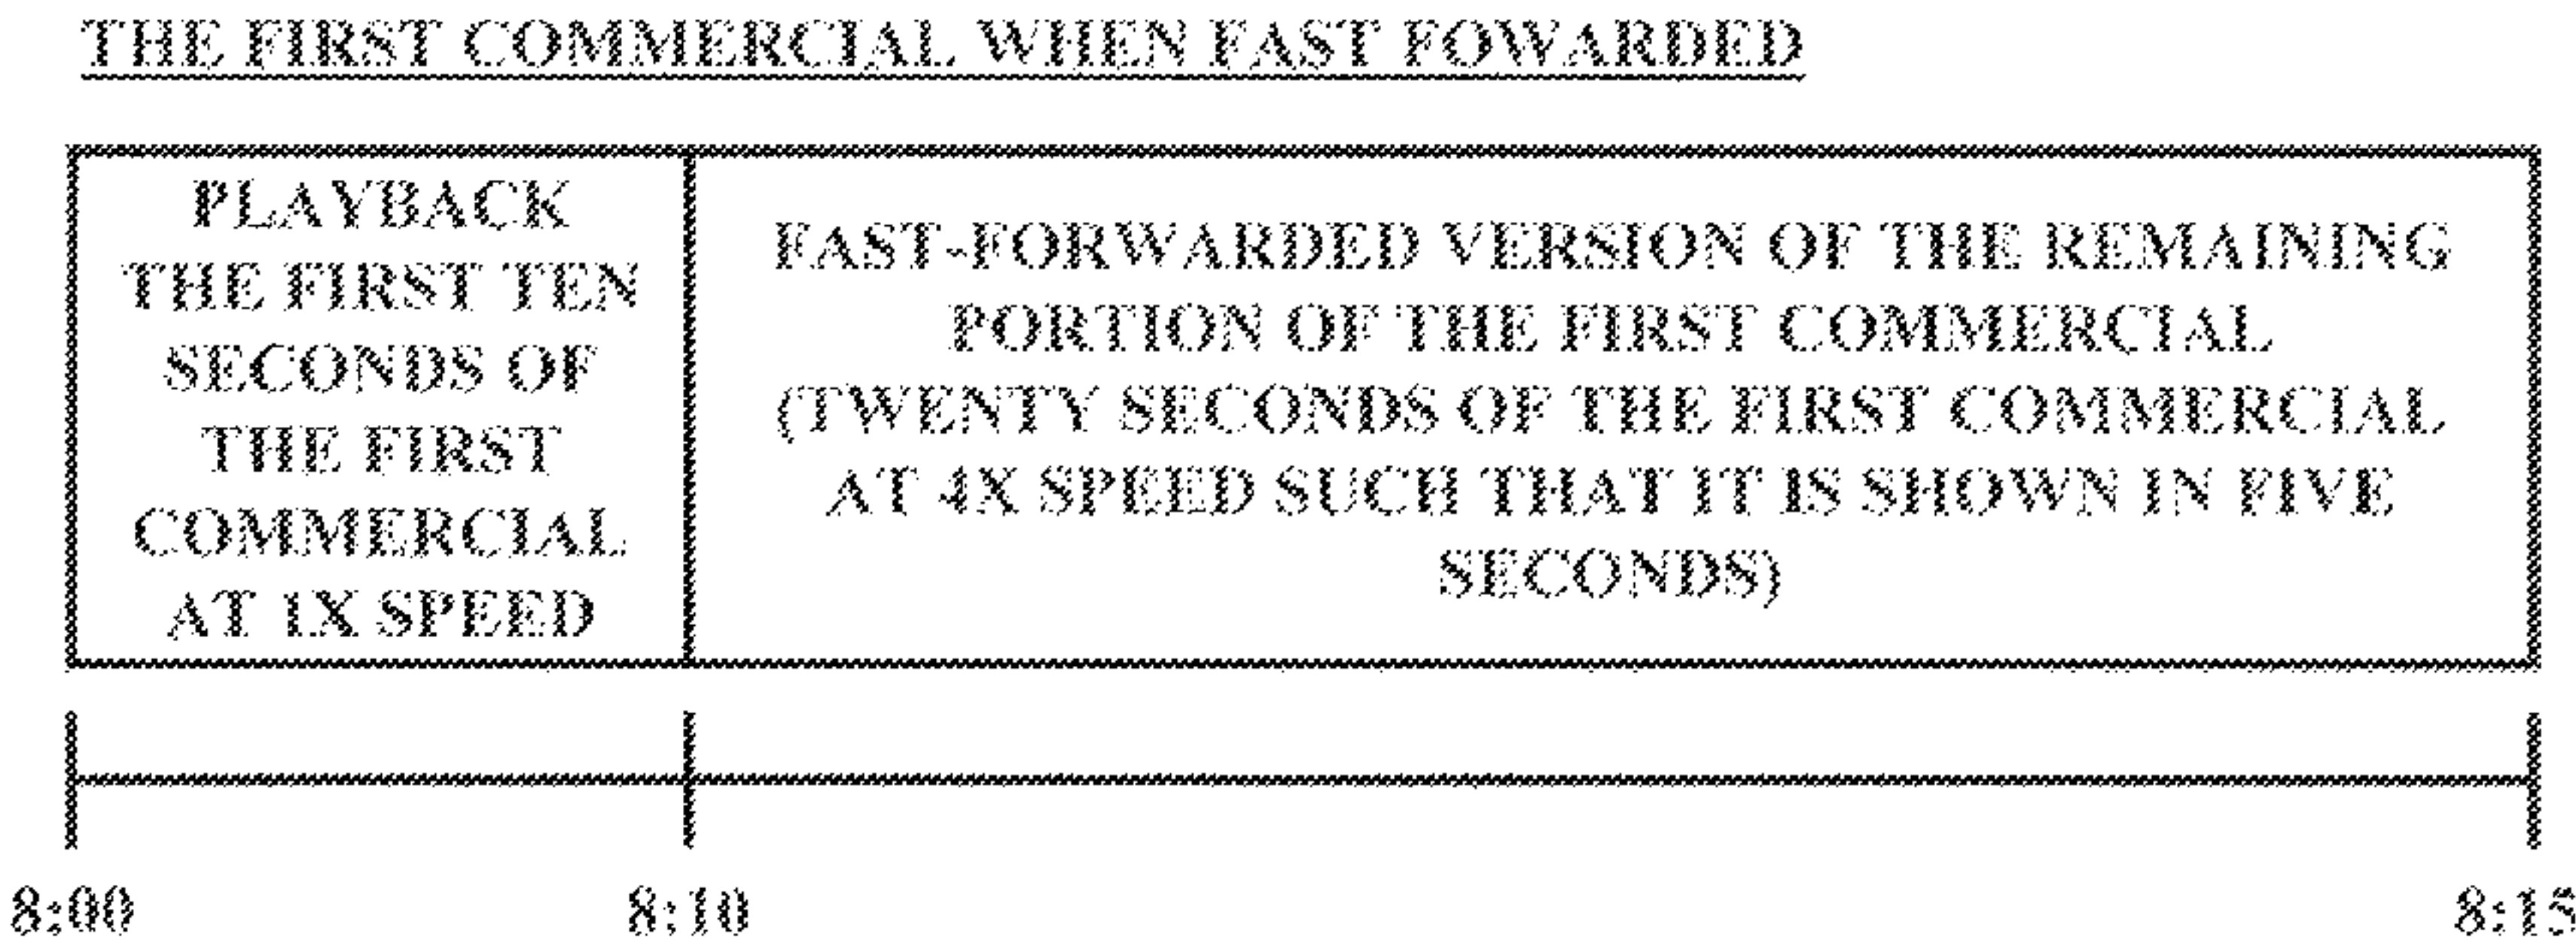 THE FIRST COMMERCIAL WHEN FAST FOWARDED
PLAYBACK
THE FIRST TEN
SECONDS OF
THE FIRST
COMMERCIAL
AT 1X SPEED
FAST-FORWARDED VERSION OF THE REMAINING
PORTION OF THE FIRST COMMERCIAL
(TWENTY SECONDS OF THE FIRST COMMERCIAL
AT 4X SPEED SUCH THAT IT IS SHOWN IN FIVE
SECONDS)
8:00
8:10
8:15